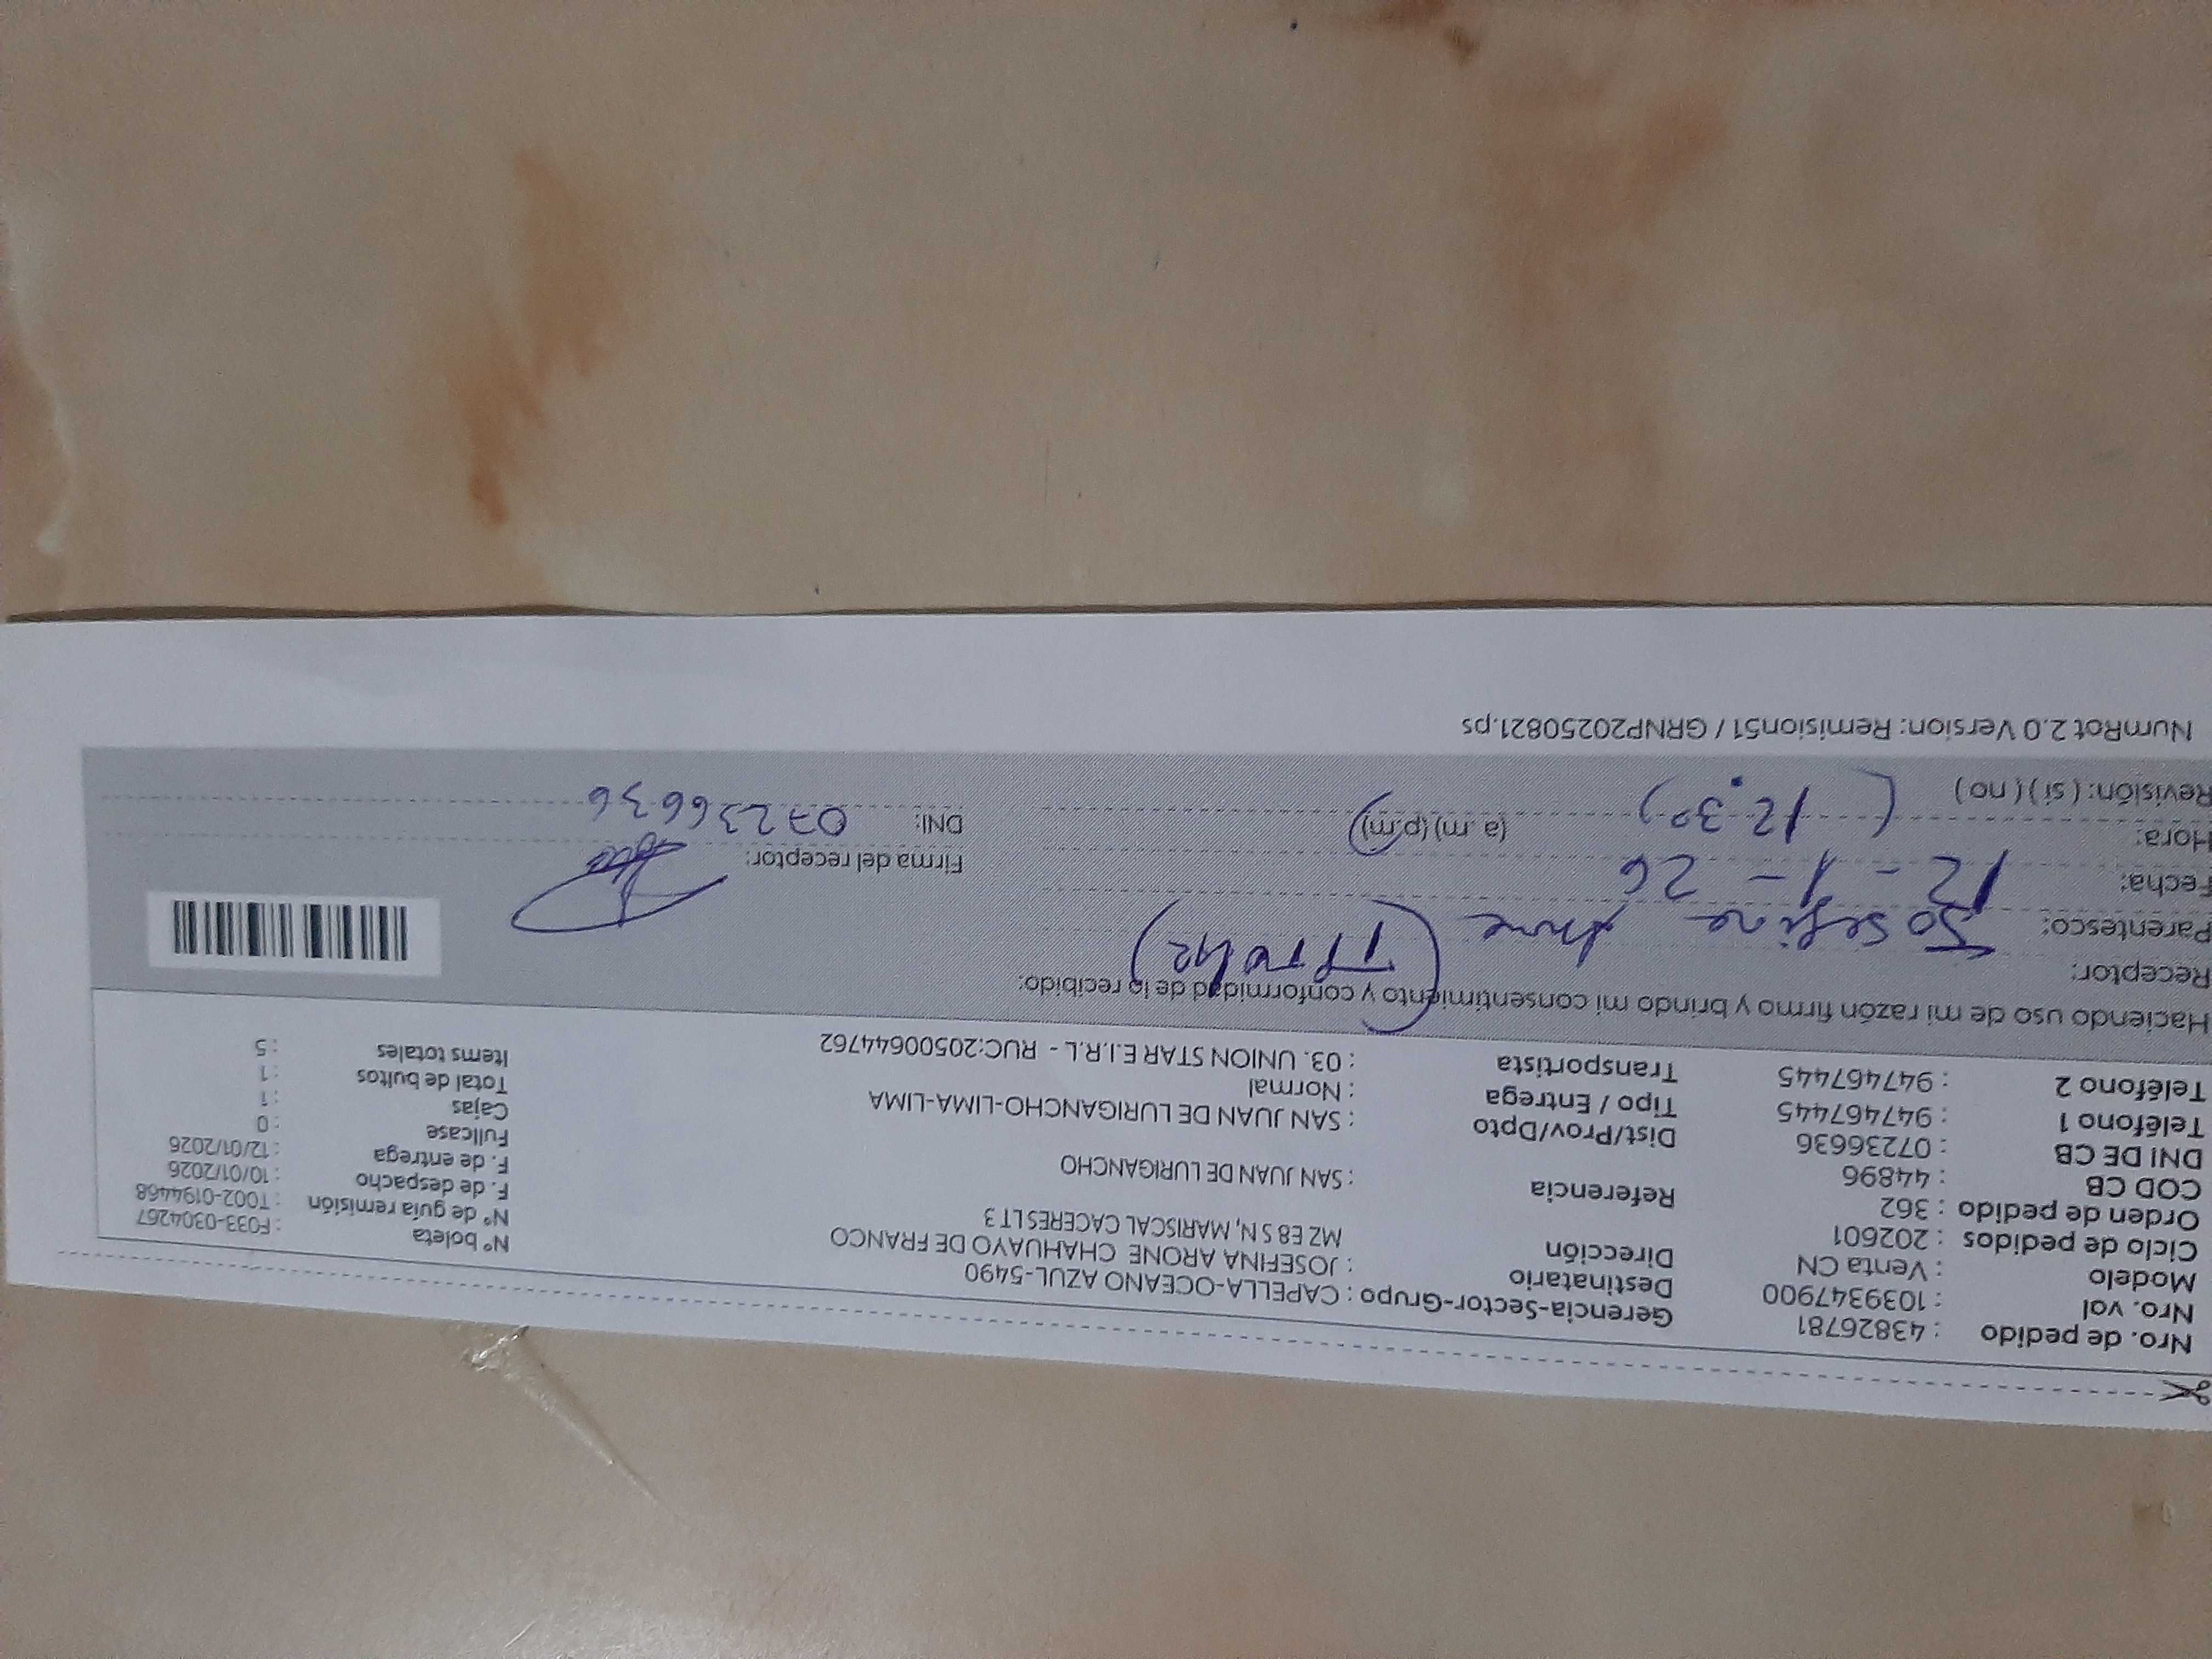 Nro. de pedido : 43826781
Nro. val : 1039347900
Modelo : Venta CN
Ciclo de pedidos : 202601
Orden de pedido : 362
COD CB : 44896
DNI DE CB : 07236636
Teléfono 1 : 947467445
Teléfono 2 : 947467445
Gerencia-Sector-Grupo : CAPELLA-OCEANO AZUL-5490
Destinatario : JOSEFINA ARONE CHAHUAYO DE FRANCO
Dirección MZ E8 S N, MARISCAL CACERES LT 3
Referencia : SAN JUAN DE LURIGANCHO
Dist/Prov/Dpto : SAN JUAN DE LURIGANCHO-LIMA-LIMA
Tipo / Entrega : Normal
Transportista : 03. UNION STAR E.I.R.L - RUC:20500644762
N° boleta : F033-0304267
N° de guía remisión : T002-0194468
F. de despacho : 10/01/2026
F. de entrega : 12/01/2026
Fullcase : 0
Cajas : 1
Total de bultos : 1
Items totales : 5
Haciendo uso de mi razón firmo y brindo mi consentimiento y conformidad de lo recibido:
Receptor:
Parentesco: Josefina Arone
Fecha: 12 - 1 - 26
Hora: (12.30) (a .m) (p.m)
Revisión: ( sí ) ( no )
Firma del receptor:
DNI: 07236636
NumRot 2.0 Version: Remision51 / GRNP20250821.ps